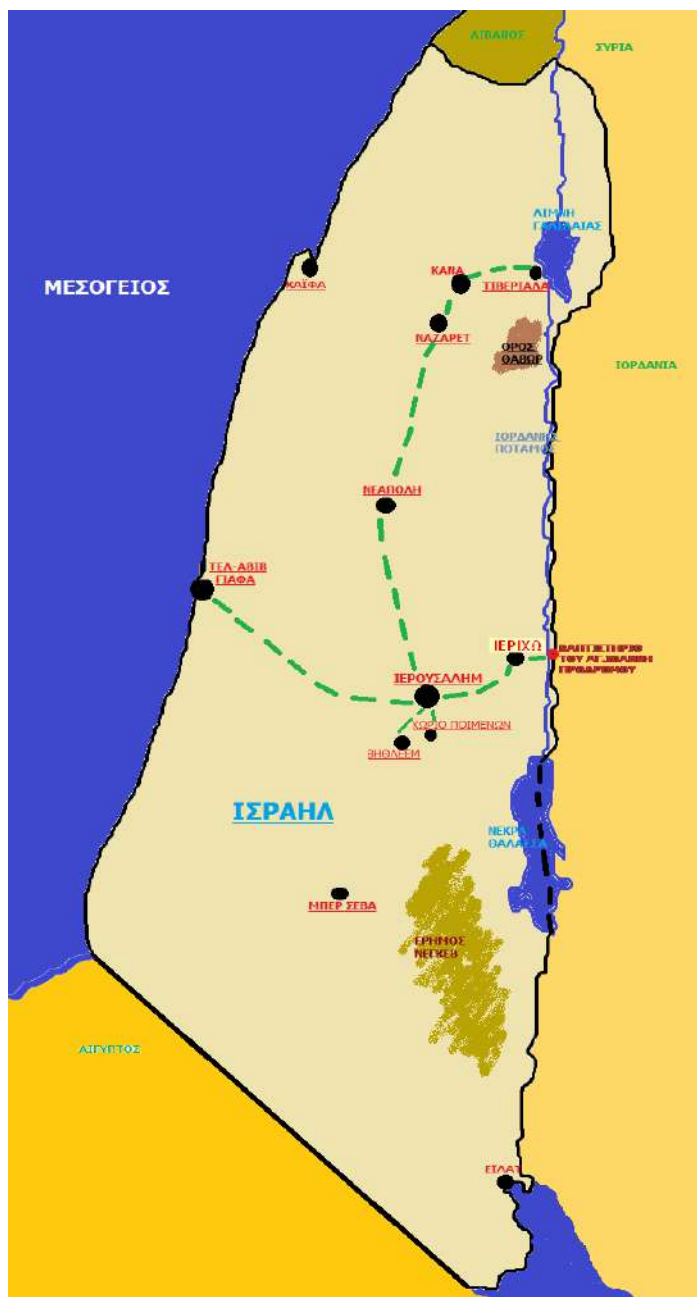 ΛΙΒΑΝΟΣ
ΣΥΡΙΑ
ΛΙΜΝΗ
ΓΑΛΙΛΑΙΑΣ
ΚΑΝΑ
ΚΑΪΦΑ
ΤΙΒΕΡΙΑΔΑ
ΜΕΣΟΓΕΙΟΣ
ΝΑΖΑΡΕΤ
ΟΡΟΣ
ΘΑΒΩΡ
ΙΟΡΔΑΝΙΑ
ΙΟΡΔΑΝΗΣ
ΠΟΤΑΜΟΣ
ΝΕΑΠΟΛΗ
ΤΕΛ-ΑΒΙΒ
ΓΙΑΦΑ
ΙΕΡΙΧΩ
ΒΑΠΤΙΣΤΗΡΙΟ
ΤΟΥ ΑΓ.ΙΩΑΝΝΗ
ΠΡΟΔΡΟΜΟΥ
ΙΕΡΟΥΣΑΛΗΜ
ΧΩΡΙΟ ΠΟΙΜΕΝΩΝ
ΒΗΘΛΕΕΜ
ΙΣΡΑΗΛ
ΝΕΚΡΑ
ΘΑΛΑΣΣΑ
ΜΠΕΡ ΣΕΒΑ
ΕΡΗΜΟΣ
ΝΕΓΚΕΒ
ΑΙΓΥΠΤΟΣ
ΕΙΛΑΤ